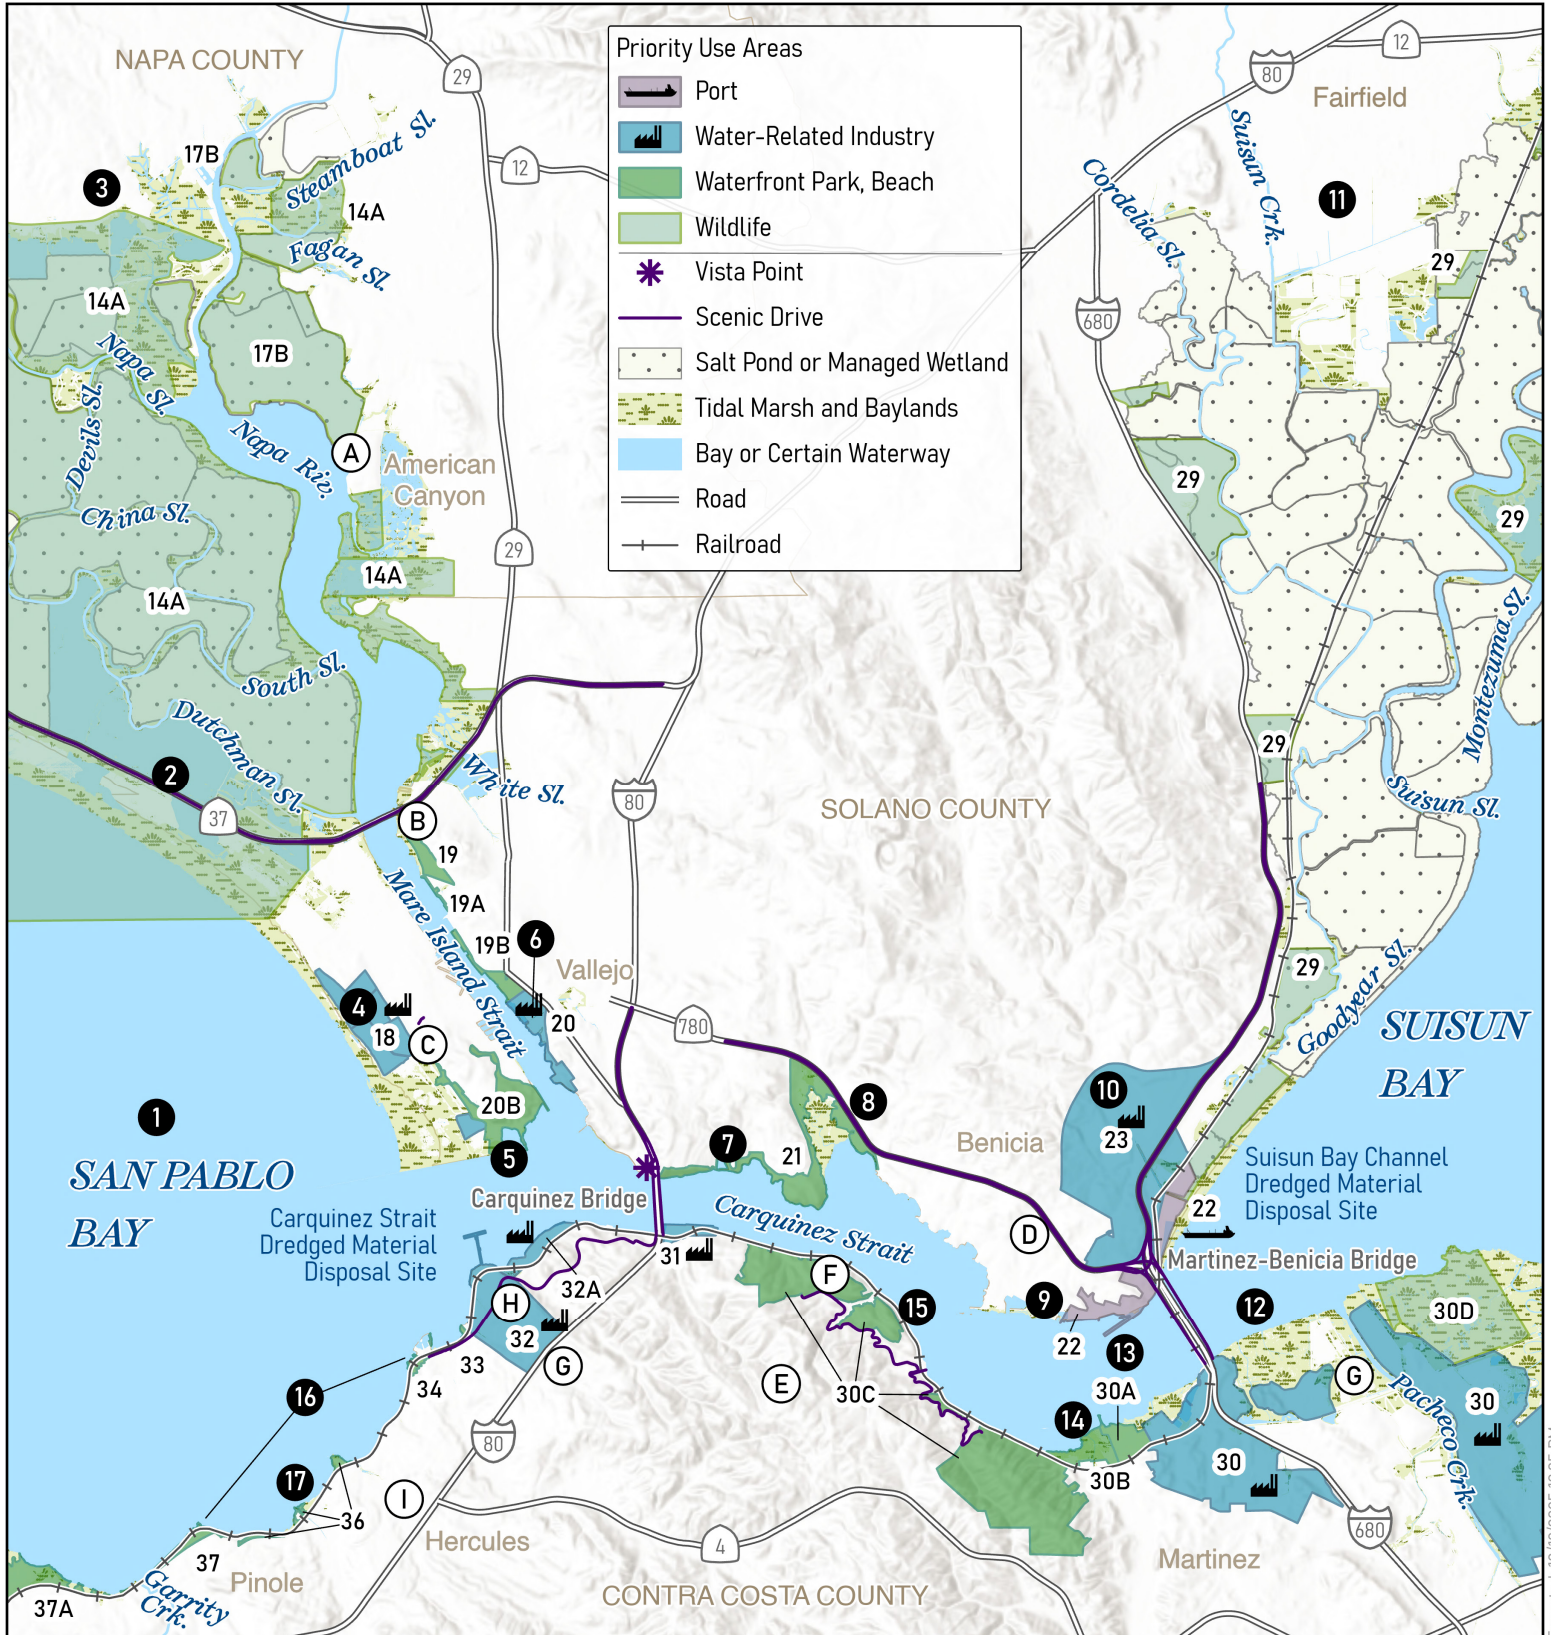 NAPA COUNTY
29
12
Priority Use Areas
Port
Water-Related Industry
Waterfront Park, Beach
Wildlife
Vista Point
Scenic Drive
Salt Pond or Managed Wetland
Tidal Marsh and Baylands
Bay or Certain Waterway
Road
Railroad
12
80
Fairfield
Suisun Crk.
Cordelia Sl.
11
29
680
17B
Steamboat Sl.
3
14A
Fagan Sl.
14A
17B
Napa Sl.
Devils Sl.
Napa Riv.
A
American
Canyon
China Sl.
29
14A
14A
29
29
South Sl.
Montezuma Sl.
Dutchman Sl.
29
2
37
White Sl.
80
SOLANO COUNTY
Suisun Sl.
B
19
Mare Island Strait
19A
19B
6
Vallejo
29
Goodyear Sl.
4
18
C
20
780
SUISUN
BAY
1
20B
8
10
23
5
7
21
Benicia
SAN PABLO
BAY
Carquinez Bridge
Suisun Bay Channel
Dredged Material
Disposal Site
22
Carquinez Strait
Dredged Material
Disposal Site
Carquinez Strait
D
Martinez-Benicia Bridge
31
32A
F
H
32
15
9
12
30D
22
33
G
13
34
16
E
30C
30A
G
Pacheco Crk.
30
14
80
30
17
30B
I
36
680
Hercules
4
37
Pinole
Martinez
Garrity
Crk.
37A
CONTRA COSTA COUNTY